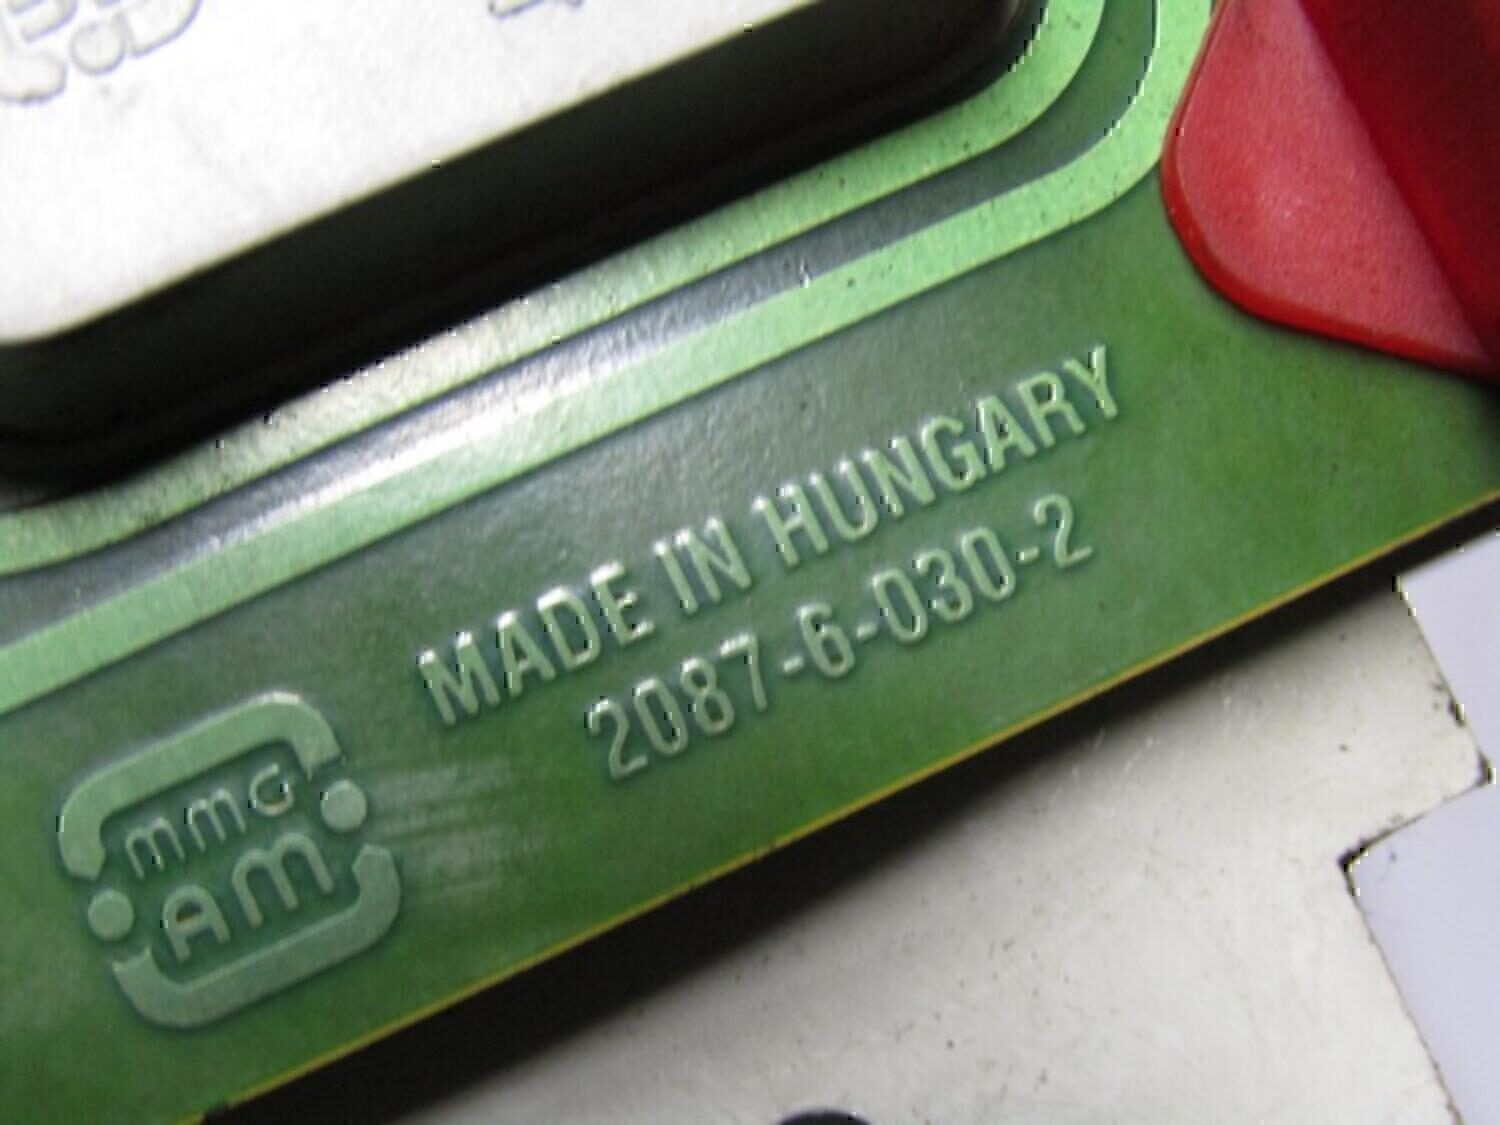 MADE IN HUNGARY
2087-6-030-2
mmG
AM